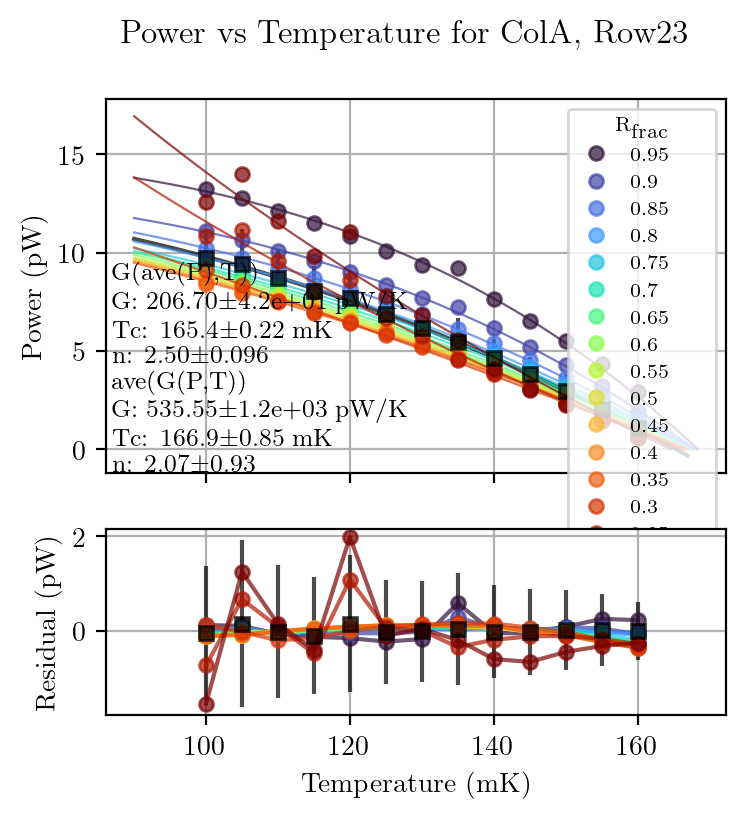 Power vs Temperature for ColA, Row23
Power (pW)
15
10
5
0
G(ave(P),T))
G: 206.70±4.2e+01 pW/K
Tc: 165.4±0.22 mK
n: 2.50±0.096
ave(G(P,T))
G: 535.55±1.2e+03 pW/K
Tc: 166.9±0.85 mK
n: 2.07±0.93
R_frac
0.95
0.9
0.85
0.8
0.75
0.7
0.65
0.6
0.55
0.5
0.45
0.4
0.35
0.3
Residual (pW)
2
0
100
120
140
160
Temperature (mK)